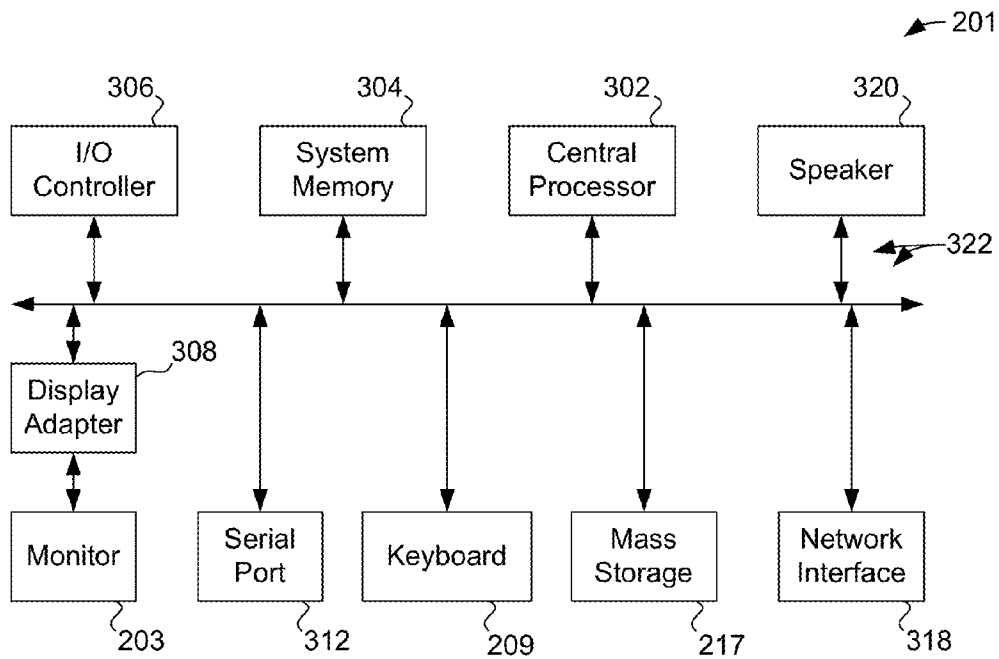 201
306
304
302
320
I/O
Controller
System
Memory
Central
Processor
Speaker
322
308
Display
Adapter
Monitor
Serial
Port
Keyboard
Mass
Storage
Network
Interface
203
312
209
217
318